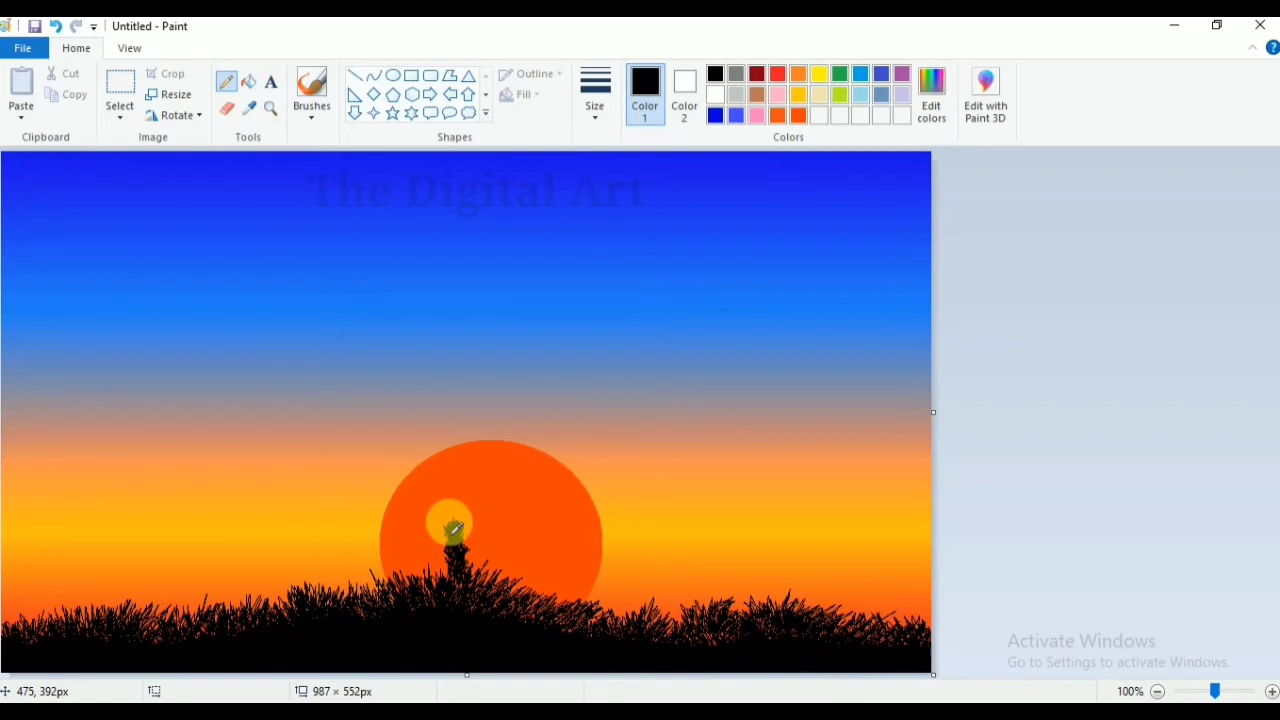 Untitled - Paint
File Home View
Paste
Cut
Copy
Clipboard
Select
Crop
Resize
Rotate
Image
A
Tools
Brushes
Shapes
Outline
Fill
Size
Color 1
Color 2
Colors
Edit colors
Edit with Paint 3D
?
The Digital Art
Activate Windows
Go to Settings to activate Windows.
475, 392px
987 × 552px
100%